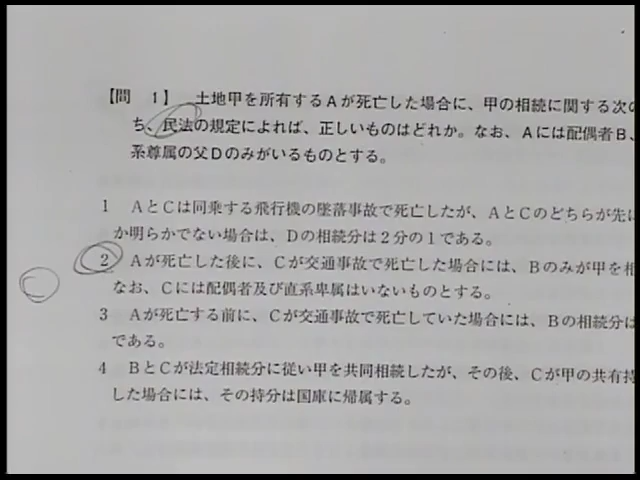 【問 1】 土地甲を所有するAが死亡した場合に、甲の相続に関する次の
ち、民法の規定によれば、正しいものはどれか。なお、Aには配偶者B、
系尊属の父Dのみがいるものとする。
1 AとCは同乗する飛行機の墜落事故で死亡したが、AとCのどちらが先に
か明らかでない場合は、Dの相続分は2分の1である。
2 Aが死亡した後に、Cが交通事故で死亡した場合には、Bのみが甲を相
なお、Cには配偶者及び直系卑属はいないものとする。
3 Aが死亡する前に、Cが交通事故で死亡していた場合には、Bの相続分は
である。
4 BとCが法定相続分に従い甲を共同相続したが、その後、Cが甲の共有持
した場合には、その持分は国庫に帰属する。